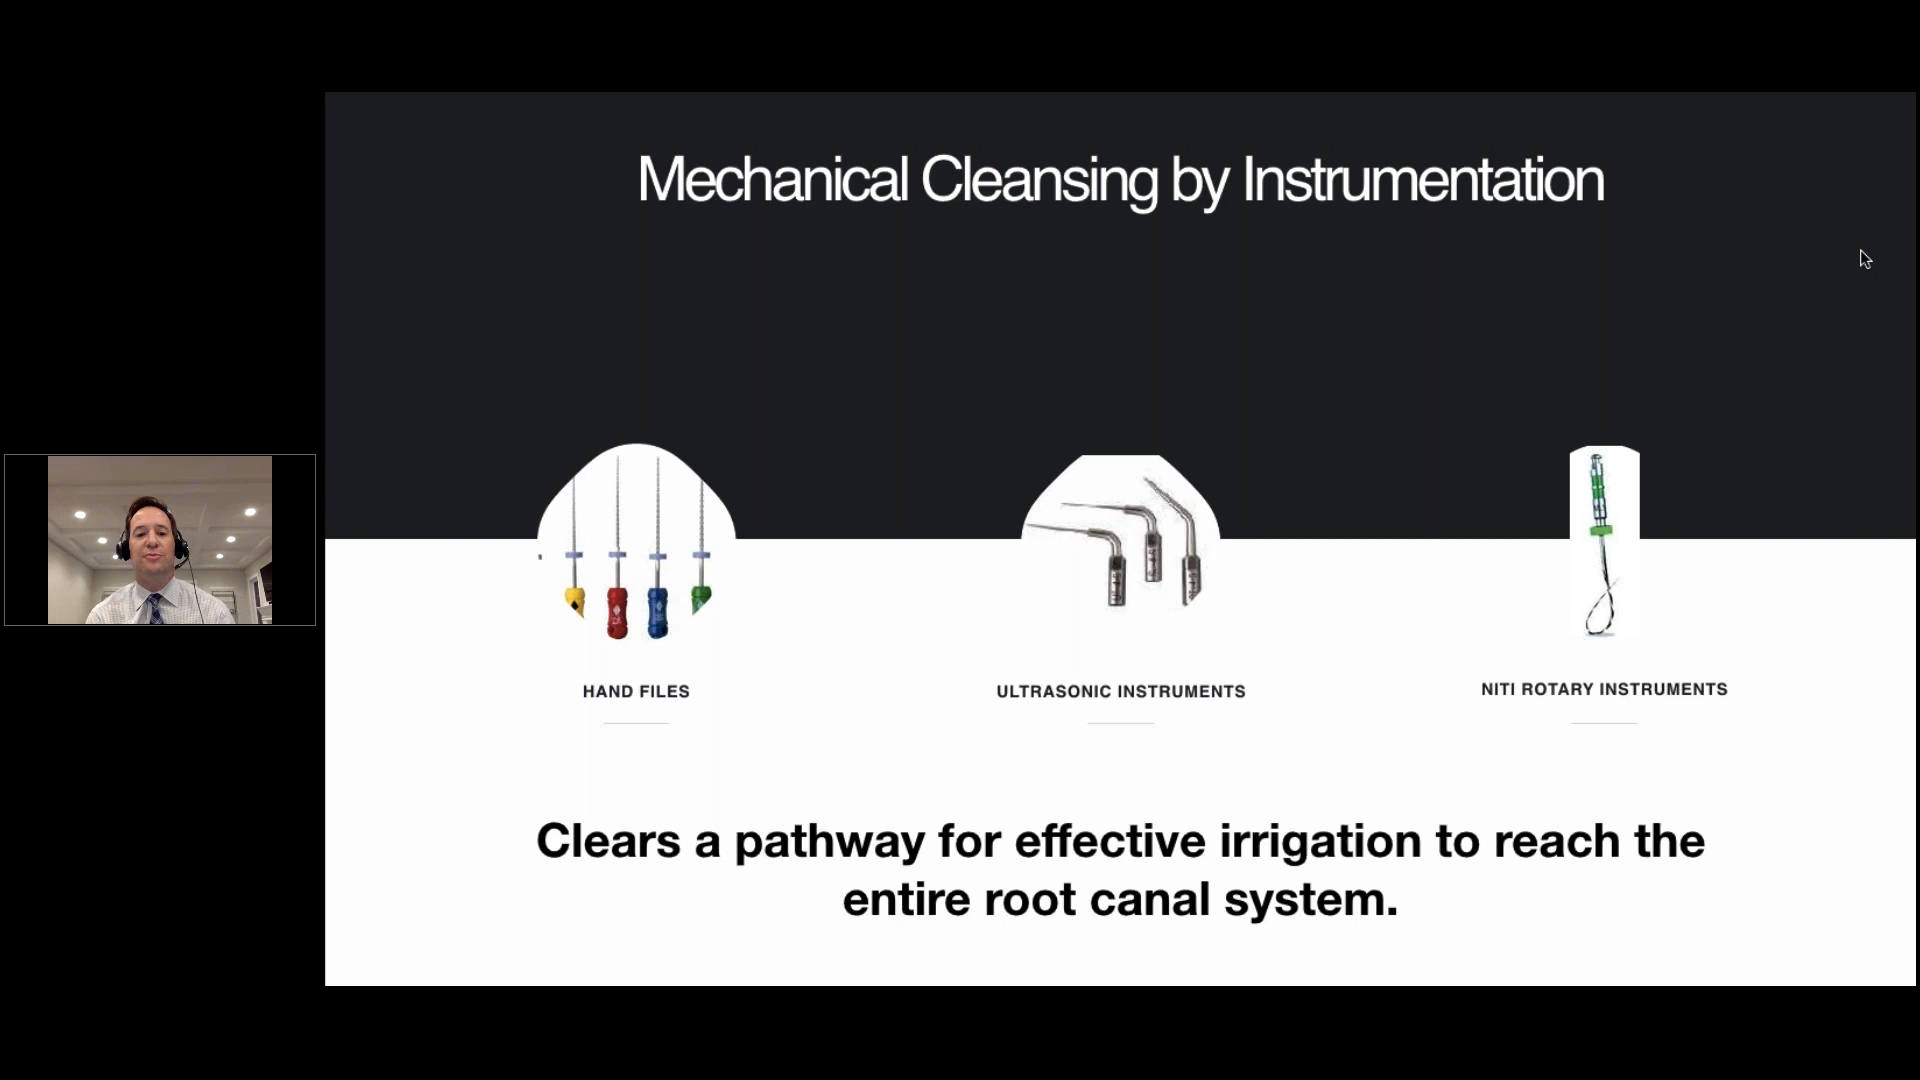 Mechanical Cleansing by Instrumentation
HAND FILES
ULTRASONIC INSTRUMENTS
NITI ROTARY INSTRUMENTS
Clears a pathway for effective irrigation to reach the
entire root canal system.